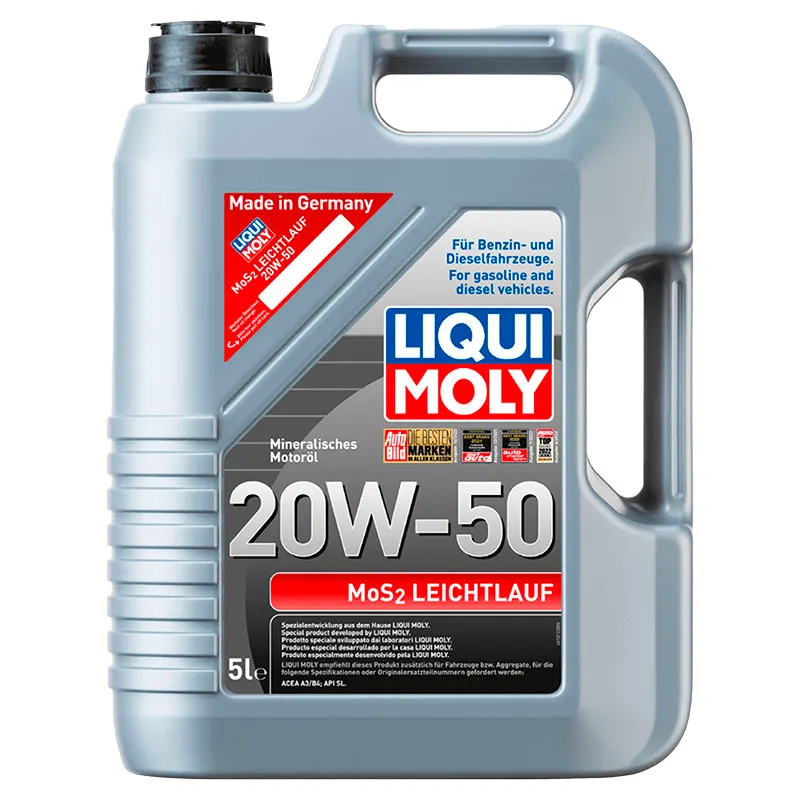 Made in Germany
LIQUI
MOLY
MoS2 LEICHTLAUF
20W-50
Für Benzin- und
Dieselfahrzeuge.
For gasoline and
diesel vehicles.
LIQUI
MOLY
Auto
Bild
DIE BESTEN
MARKEN
IN ALLEN KLASSEN
TOP
2022
Mineralisches
Motoröl
20W-50
MoS2 LEICHTLAUF
Spezialentwicklung aus dem Hause LIQUI MOLY.
Special product developed by LIQUI MOLY.
Prodotto speciale sviluppato dai laboratori LIQUI MOLY.
Producto especial desarrollado por la casa LIQUI MOLY.
Produto especialmente desenvolvido pela LIQUI MOLY.
LIQUI MOLY empfiehlt dieses Produkt zusätzlich für Fahrzeuge bzw. Aggregate, für die
folgende Spezifikationen oder Originalersatzteilnummern gefordert werden:
ACEA A3/B4; API SL.
5l e